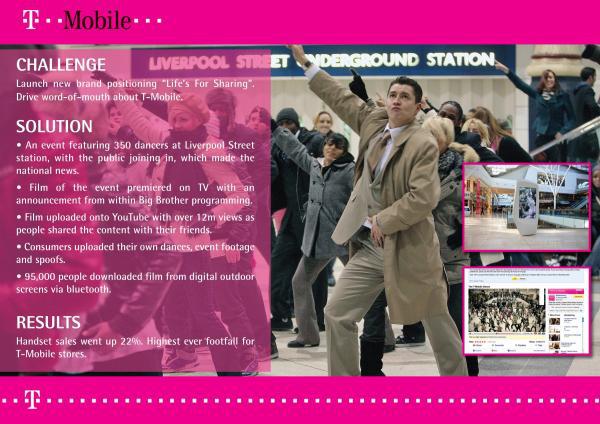 T · · Mobile · · ·
LIVERPOOL STREET UNDERGROUND STATION
CHALLENGE
Launch new brand positioning "Life's For Sharing".
Drive word-of-mouth about T-Mobile.
SOLUTION
• An event featuring 350 dancers at Liverpool Street
station, with the public joining in, which made the
national news.
• Film of the event premiered on TV with an
announcement from within Big Brother programming.
• Film uploaded onto YouTube with over 12m views as
people shared the content with their friends.
• Consumers uploaded their own dances, event footage
and spoofs.
• 95,000 people downloaded film from digital outdoor
screens via bluetooth.
RESULTS
Handset sales went up 22%. Highest ever footfall for
T-Mobile stores.
T